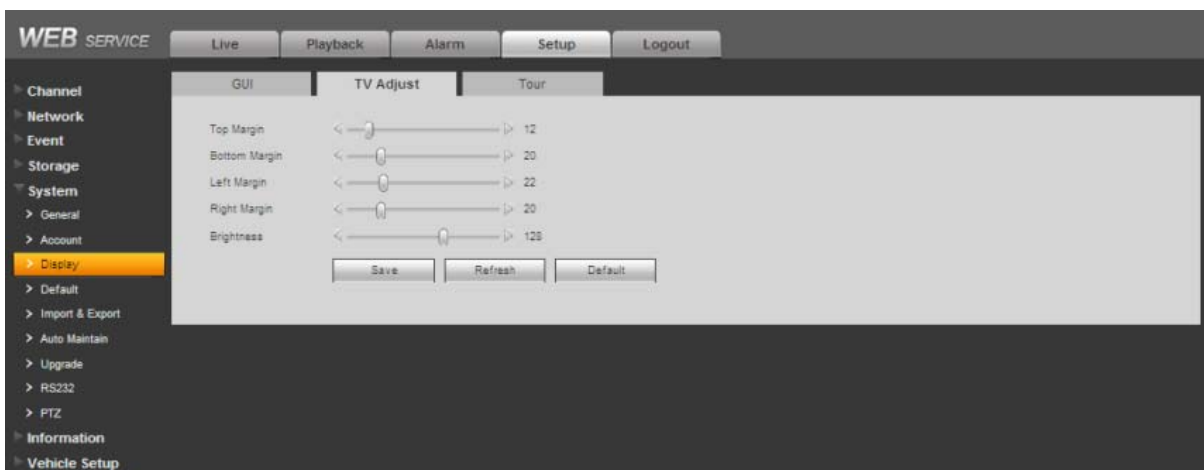 WEB SERVICE
Live Playback Alarm Setup Logout
GUI TV Adjust Tour
Channel
Network
Event
Storage
System
> General
> Account
> Display
> Default
> Import & Export
> Auto Maintain
> Upgrade
> RS232
> PTZ
Information
Vehicle Setup
Top Margin 12
Bottom Margin 20
Left Margin 22
Right Margin 20
Brightness 128
Save Refresh Default